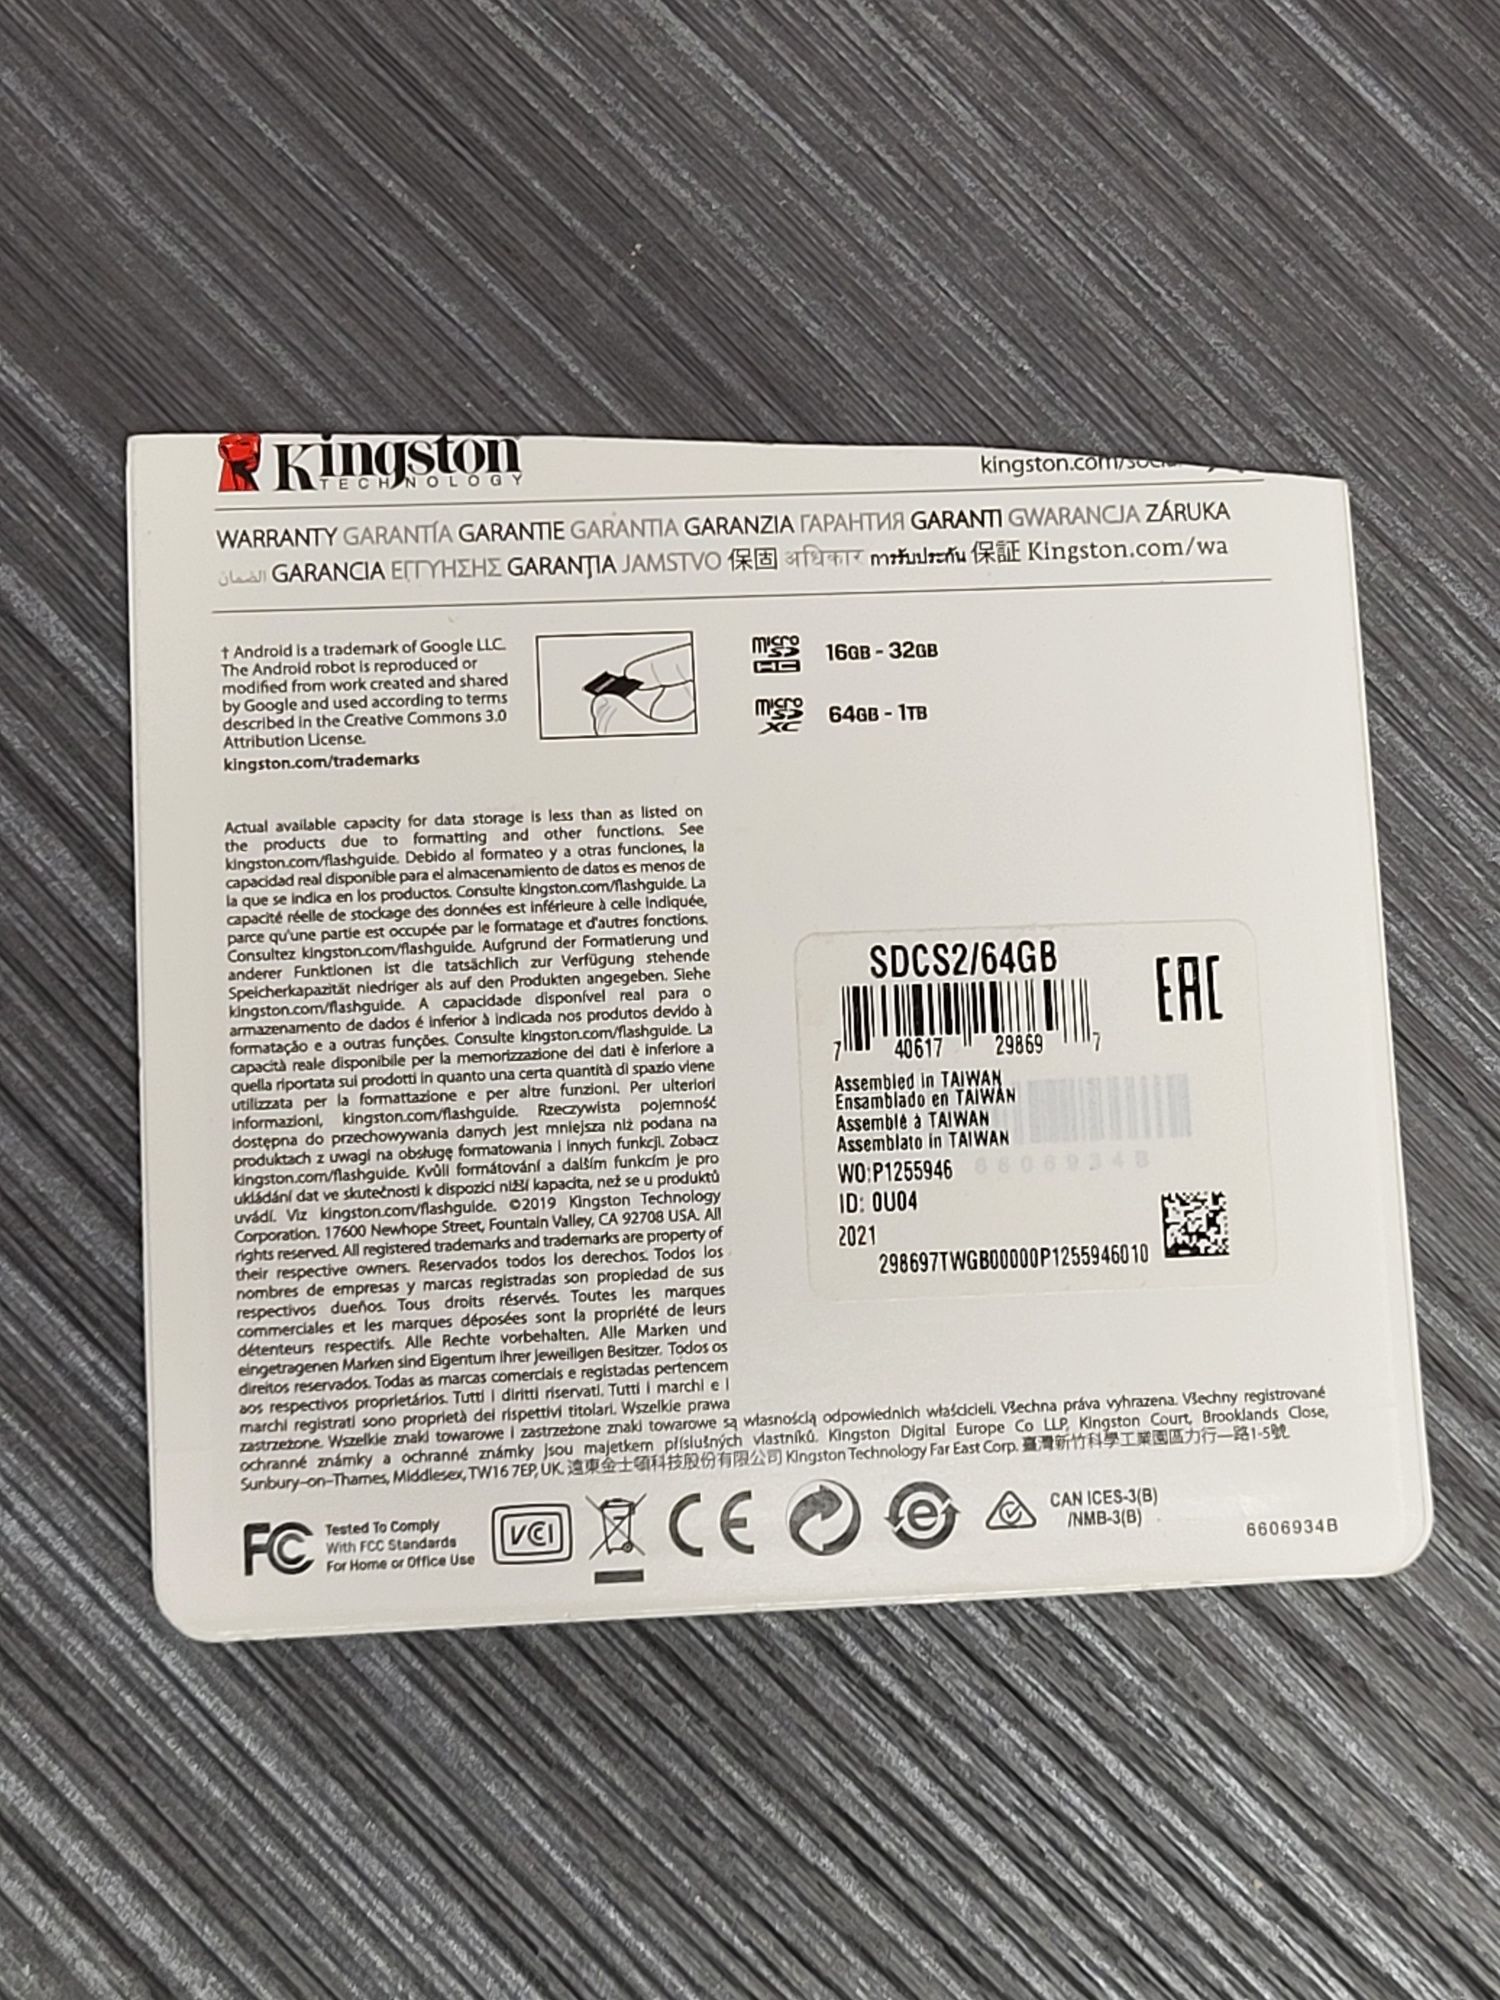 Kingston
TECHNOLOGY
WARRANTY GARANTÍA GARANTIE GARANTIA GARANZIA ГАРАНТИЯ GARANTI GWARANCJA ZÁRUKA
الضمان GARANCIA ΕΓΓΥΗΣΗΣ GARANȚIA JAMSTVO 保固 अधिकार การรับประกัน 保証 Kingston.com/wa
† Android is a trademark of Google LLC.
The Android robot is reproduced or
modified from work created and shared
by Google and used according to terms
described in the Creative Commons 3.0
Attribution License.
kingston.com/trademarks
micro SD HC 16GB - 32GB
micro SD XC 64GB - 1TB
Actual available capacity for data storage is less than as listed on
the products due to formatting and other functions. See
kingston.com/flashguide. Debido al formateo y a otras funciones, la
capacidad real disponible para el almacenamiento de datos es menos de
la que se indica en los productos. Consulte kingston.com/flashguide. La
capacité réelle de stockage des données est inférieure à celle indiquée,
parce qu'une partie est occupée par le formatage et d'autres fonctions.
Consultez kingston.com/flashguide. Aufgrund der Formatierung und
anderer Funktionen ist die tatsächlich zur Verfügung stehende
Speicherkapazität niedriger als auf den Produkten angegeben. Siehe
kingston.com/flashguide. A capacidade disponível real para o
armazenamento de dados é inferior à indicada nos produtos devido à
formatação e a outras funções. Consulte kingston.com/flashguide. La
capacità reale disponibile per la memorizzazione dei dati è inferiore a
quella riportata sui prodotti in quanto una certa quantità di spazio viene
utilizzata per la formattazione e per altre funzioni. Per ulteriori
informazioni, kingston.com/flashguide. Rzeczywista pojemność
dostępna do przechowywania danych jest mniejsza niż podana na
produktach z uwagi na obsługę formatowania i innych funkcji. Zobacz
kingston.com/flashguide. Kvůli formátování a dalším funkcím je pro
ukládání dat ve skutečnosti k dispozici nižší kapacita, než se u produktů
uvádí. Viz kingston.com/flashguide. ©2019 Kingston Technology
Corporation. 17600 Newhope Street, Fountain Valley, CA 92708 USA. All
rights reserved. All registered trademarks and trademarks are property of
their respective owners. Reservados todos los derechos. Todos los
nombres de empresas y marcas registradas son propiedad de sus
respectivos dueños. Tous droits réservés. Toutes les marques
commerciales et les marques déposées sont la propriété de leurs
détenteurs respectifs. Alle Rechte vorbehalten. Alle Marken und
eingetragenen Marken sind Eigentum ihrer jeweiligen Besitzer. Todos os
direitos reservados. Todas as marcas comerciais e registadas pertencem
aos respectivos proprietários. Tutti i diritti riservati. Tutti i marchi e i
marchi registrati sono proprietà dei rispettivi titolari. Wszelkie prawa
zastrzeżone. Wszelkie znaki towarowe i zastrzeżone znaki towarowe są własnością odpowiednich właścicieli. Všechna práva vyhrazena. Všechny registrované
ochranné známky a ochranné známky jsou majetkem příslušných vlastníků. Kingston Digital Europe Co LLP, Kingston Court, Brooklands Close,
Sunbury-on-Thames, Middlesex, TW16 7EP, UK. 遠東金士頓科技股份有限公司 Kingston Technology Far East Corp. 臺灣新竹科學工業園區力行一路1-5號
SDCS2/64GB
EAC
7 40617 29869 7
Assembled in TAIWAN
Ensamblado en TAIWAN
Assemblé à TAIWAN
Assemblato in TAIWAN
6606934B
WO:P1255946
ID: 0U04
2021
298697TWGB00000P1255946010
FC Tested To Comply
With FCC Standards
For Home or Office Use
VCI
CE
e
CAN ICES-3(B)
/NMB-3(B)
6606934B